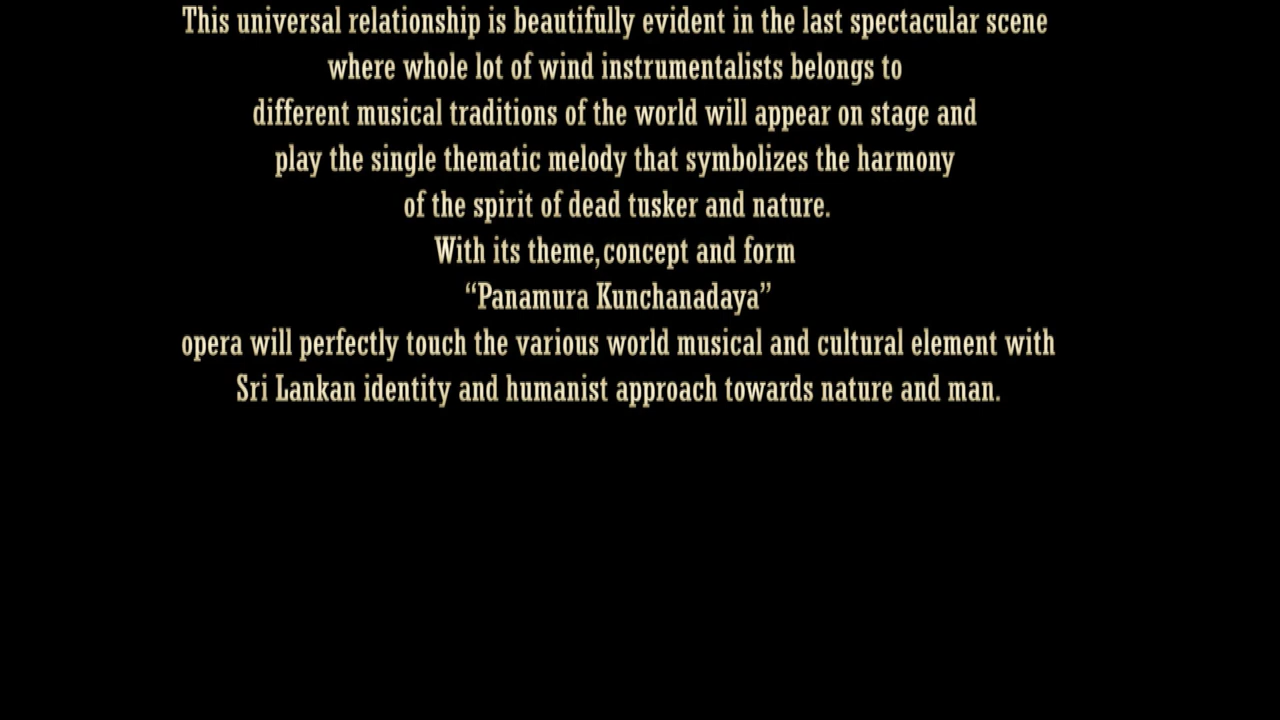 This universal relationship is beautifully evident in the last spectacular scene
where whole lot of wind instrumentalists belongs to
different musical traditions of the world will appear on stage and
play the single thematic melody that symbolizes the harmony
of the spirit of dead tusker and nature.
With its theme,concept and form
“Panamura Kunchanadaya”
opera will perfectly touch the various world musical and cultural element with
Sri Lankan identity and humanist approach towards nature and man.